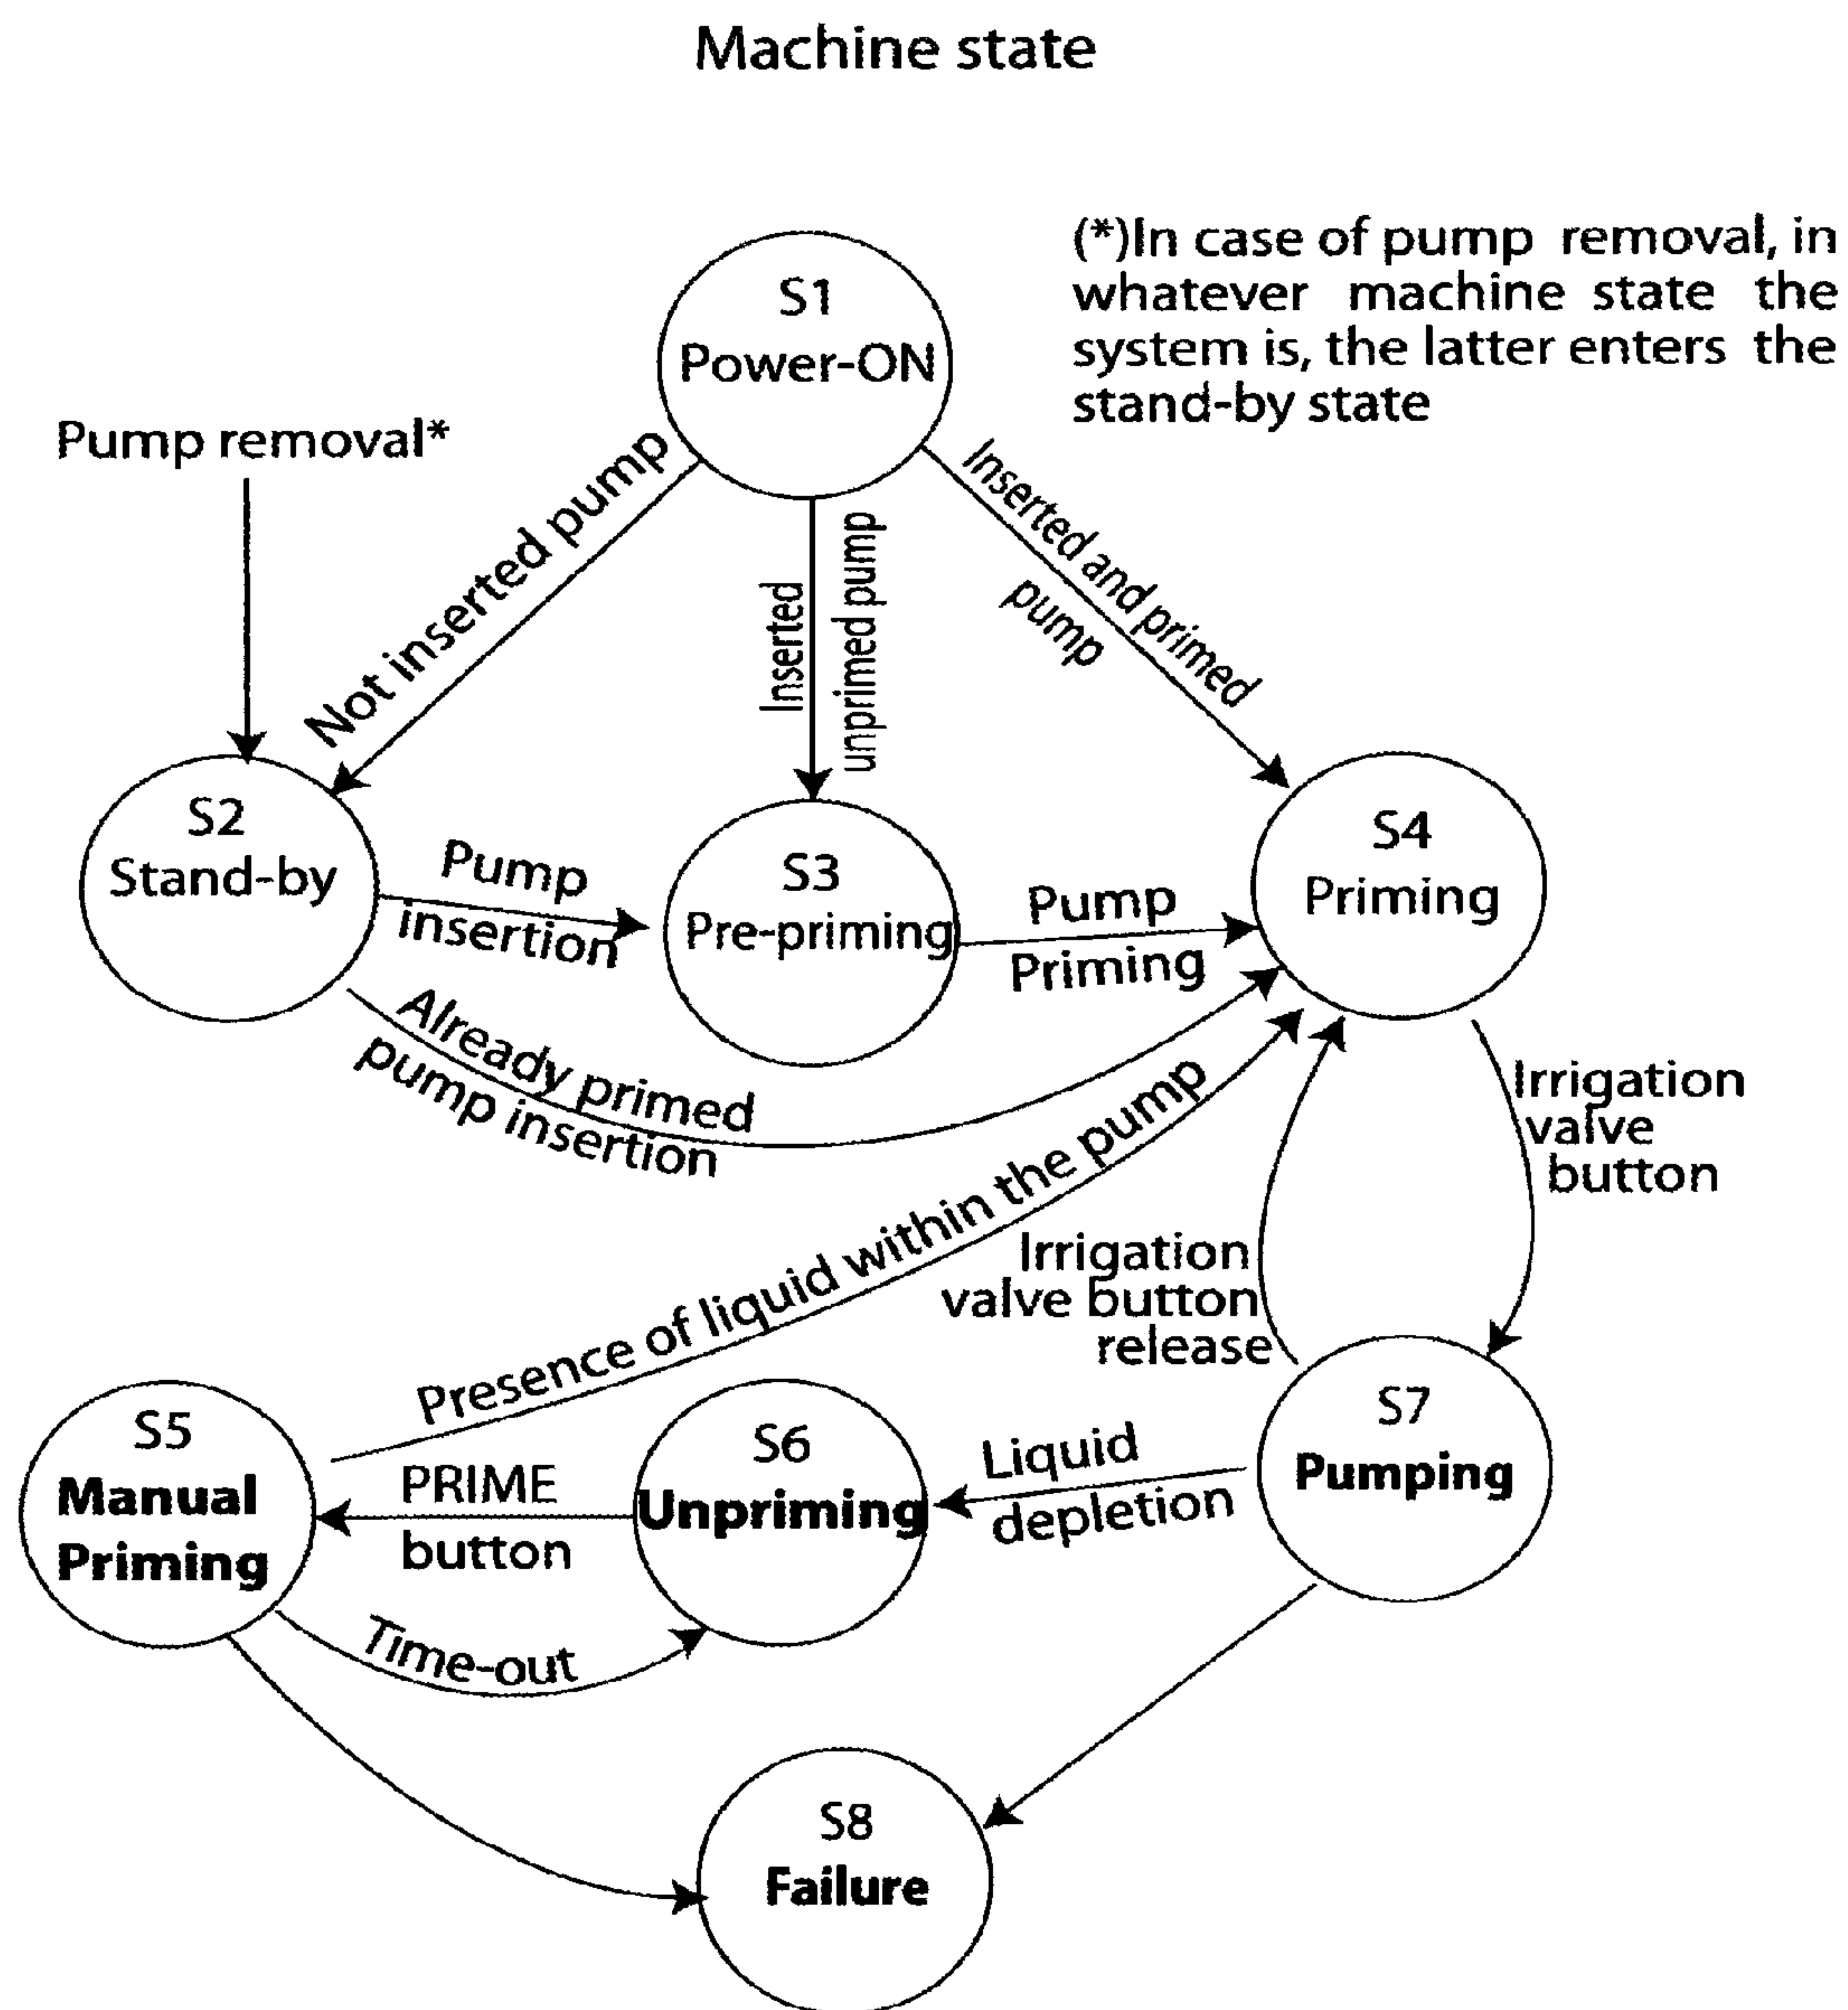 Machine state
S1
Power-ON
(*)In case of pump removal, in
whatever machine state the
system is, the latter enters the
stand-by state
Pump removal*
Not inserted pump
Inserted
unprimed pump
Inserted and primed
pump
S2
Stand-by
Pump
insertion
S3
Pre-priming
Pump
Priming
S4
Priming
Already primed
pump insertion
Irrigation
valve
button
Presence of liquid within the pump
Irrigation
valve button
release
S5
Manual
Priming
PRIME
button
S6
Unpriming
Liquid
depletion
S7
Pumping
Time-out
S8
Failure